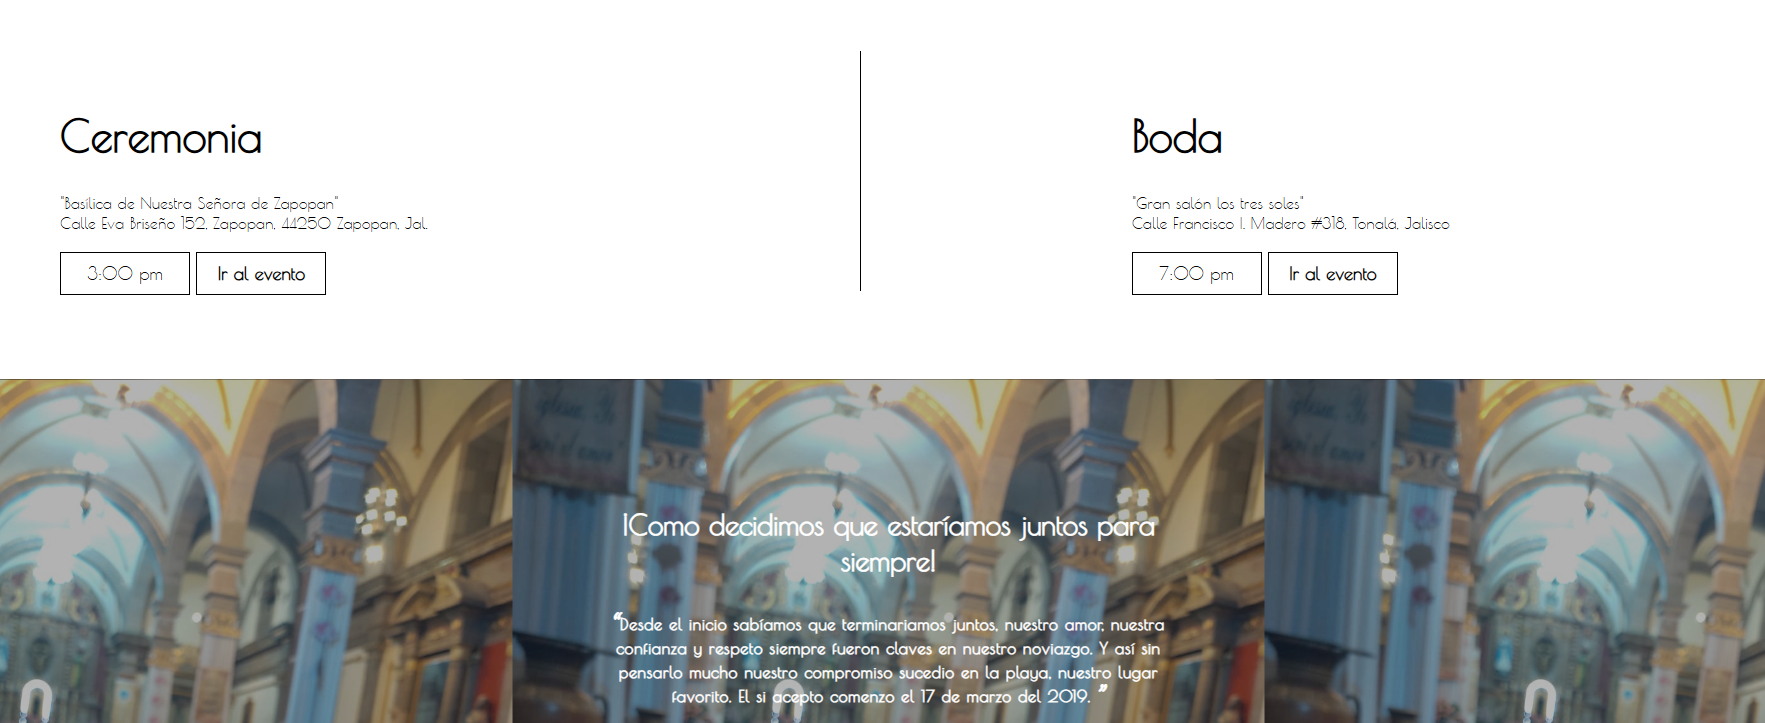 Ceremonia
"Basílica de Nuestra Señora de Zapopan"
Calle Eva Briseño 152, Zapopan, 44250 Zapopan, Jal.
3:00 pm
Ir al evento
Boda
"Gran salón los tres soles"
Calle Francisco I. Madero #318, Tonalá, Jalisco
7:00 pm
Ir al evento
!Como decidimos que estaríamos juntos para
siempre!
“Desde el inicio sabíamos que terminariamos juntos, nuestro amor, nuestra
confianza y respeto siempre fueron claves en nuestro noviazgo. Y así sin
pensarlo mucho nuestro compromiso sucedio en la playa, nuestro lugar
favorito. El si acepto comenzo el 17 de marzo del 2019. ”